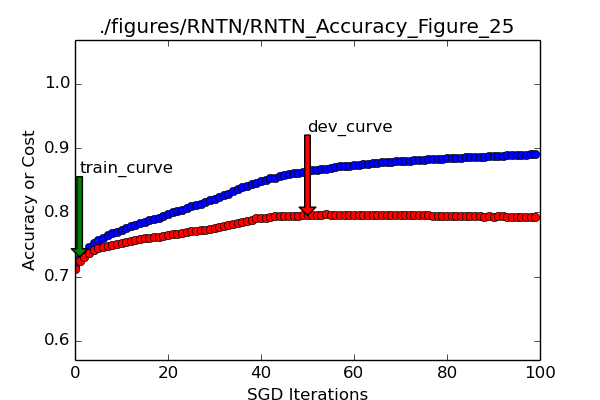 ./figures/RNTN/RNTN_Accuracy_Figure_25
1.0
0.9
0.8
0.7
0.6
Accuracy or Cost
train_curve
dev_curve
0 20 40 60 80 100
SGD Iterations